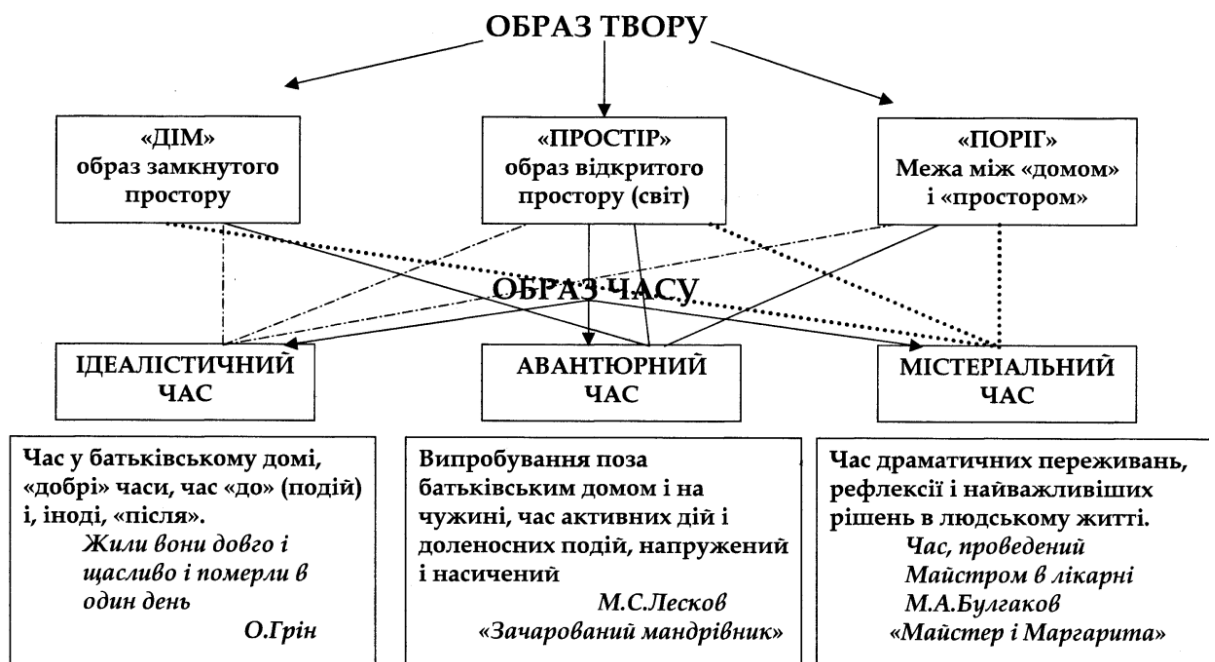 ОБРАЗ ТВОРУ
«ДІМ»
образ замкнутого
простору
«ПРОСТІР»
образ відкритого
простору (світ)
«ПОРІГ»
Межа між «домом»
і «простором»
ОБРАЗ ЧАСУ
ІДЕАЛІСТИЧНИЙ
ЧАС
АВАНТЮРНИЙ
ЧАС
МІСТЕРІАЛЬНИЙ
ЧАС
Час у батьківському домі,
«добрі» часи, час «до» (подій)
і, іноді, «після».
Жили вони довго і
щасливо і померли в
один день
О.Грін
Випробування поза
батьківським домом і на
чужині, час активних дій і
доленосних подій, напружений
і насичений
М.С.Лєсков
«Зачарований мандрівник»
Час драматичних переживань,
рефлексії і найважливіших
рішень в людському житті.
Час, проведений
Майстром в лікарні
М.А.Булгаков
«Майстер і Маргарита»